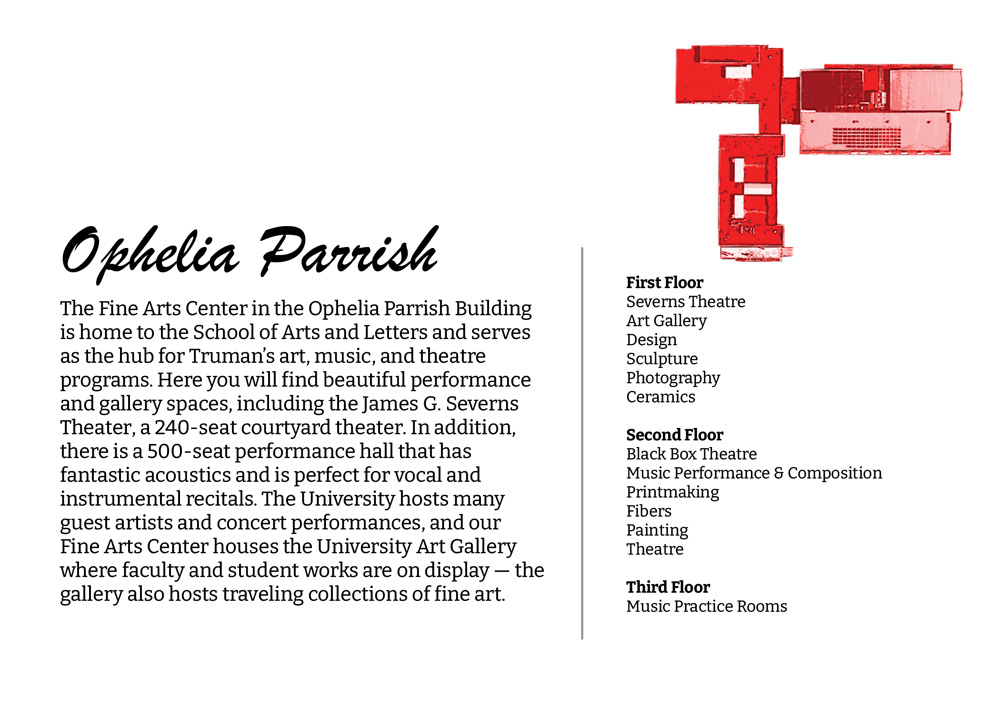 Ophelia Parrish
The Fine Arts Center in the Ophelia Parrish Building
is home to the School of Arts and Letters and serves
as the hub for Truman’s art, music, and theatre
programs. Here you will find beautiful performance
and gallery spaces, including the James G. Severns
Theater, a 240-seat courtyard theater. In addition,
there is a 500-seat performance hall that has
fantastic acoustics and is perfect for vocal and
instrumental recitals. The University hosts many
guest artists and concert performances, and our
Fine Arts Center houses the University Art Gallery
where faculty and student works are on display — the
gallery also hosts traveling collections of fine art.
First Floor
Severns Theatre
Art Gallery
Design
Sculpture
Photography
Ceramics
Second Floor
Black Box Theatre
Music Performance & Composition
Printmaking
Fibers
Painting
Theatre
Third Floor
Music Practice Rooms